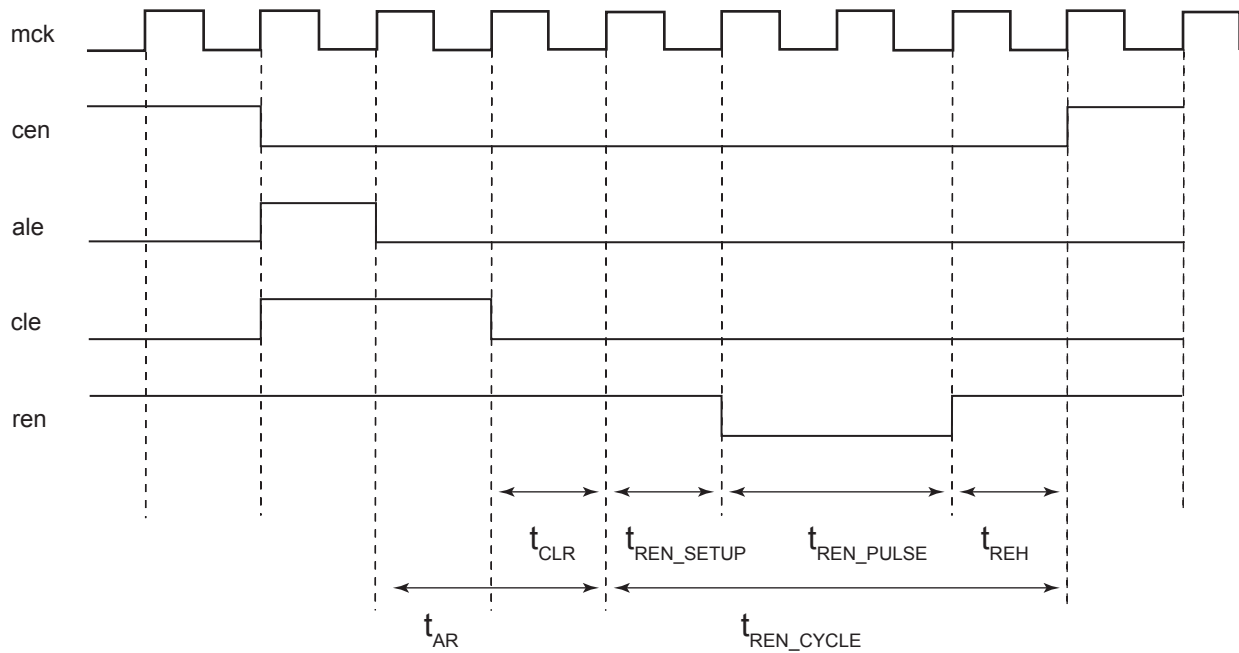 mck
cen
ale
cle
ren
tCLR
tREN_SETUP
tREN_PULSE
tREH
tAR
tREN_CYCLE